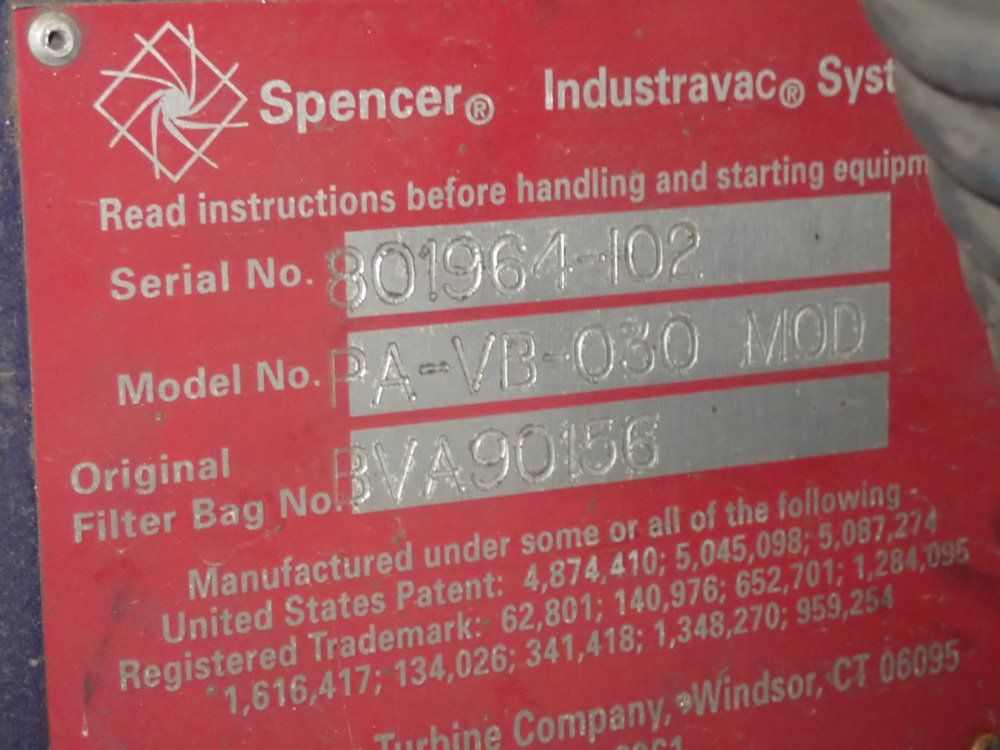 Spencer® Industravac® Syst
Read instructions before handling and starting equipm
Serial No. 801964-102
Model No. PA-VB-030 MOD
Original
Filter Bag No. BVA90156
Manufactured under some or all of the following
United States Patent: 4,874,410; 5,045,098; 5,087,274
Registered Trademark: 62,801; 140,976; 652,701; 1,284,095
1,616,417; 134,026; 341,418; 1,348,270; 959,254
Turbine Company, Windsor, CT 06095